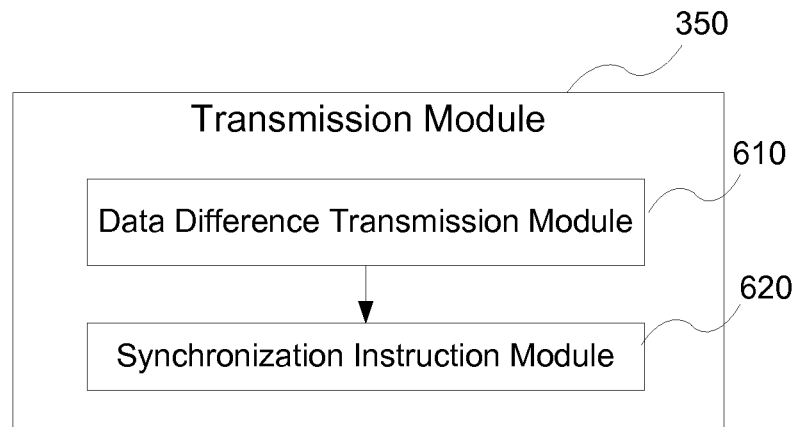 350
Transmission Module
610
Data Difference Transmission Module
620
Synchronization Instruction Module